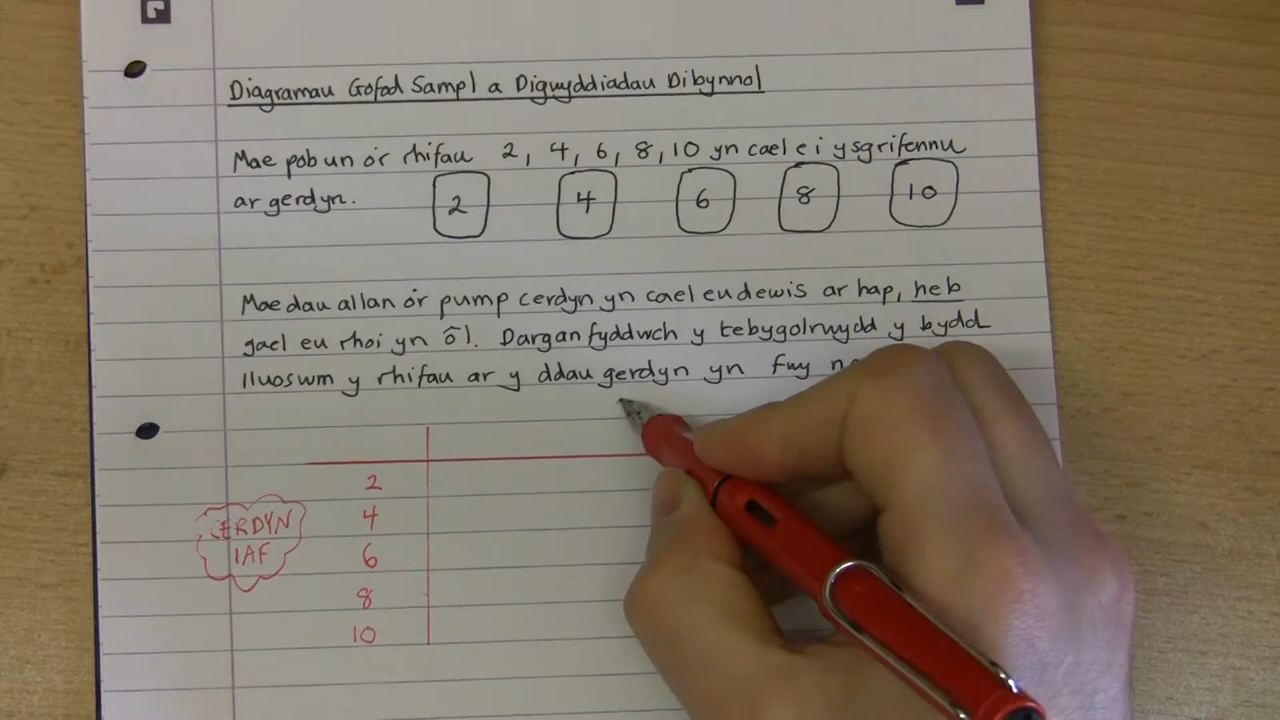 Diagramau Gofod Sampl a Digwyddiadau Dibynnol
Mae pob un o'r rhifau 2, 4, 6, 8, 10 yn cael ei ysgrifennu
ar gerdyn. 2 4 6 8 10
Mae dau allan o'r pump cerdyn yn cael eu dewis ar hap, heb
gael eu rhoi yn ôl. Darganfyddwch y tebygolrwydd y bydd
lluoswm y rhifau ar y ddau gerdyn yn fwy
2
4
CERDYN
1AF
6
8
10